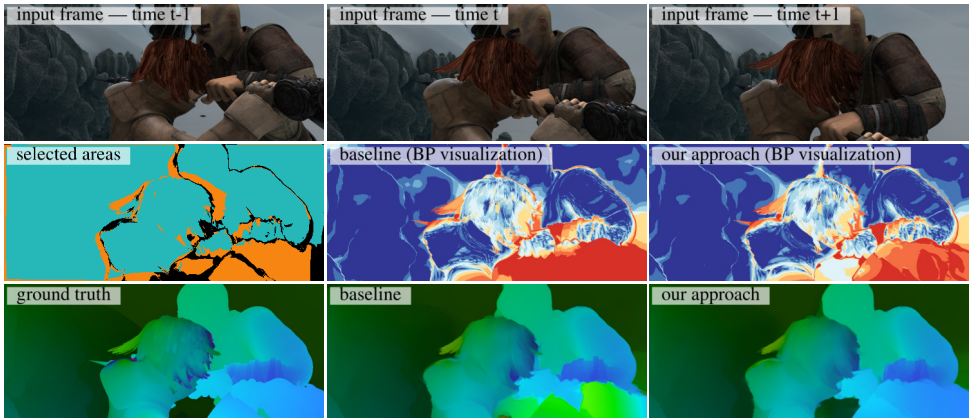 input frame — time t-1
input frame — time t
input frame — time t+1
selected areas
baseline (BP visualization)
our approach (BP visualization)
ground truth
baseline
our approach